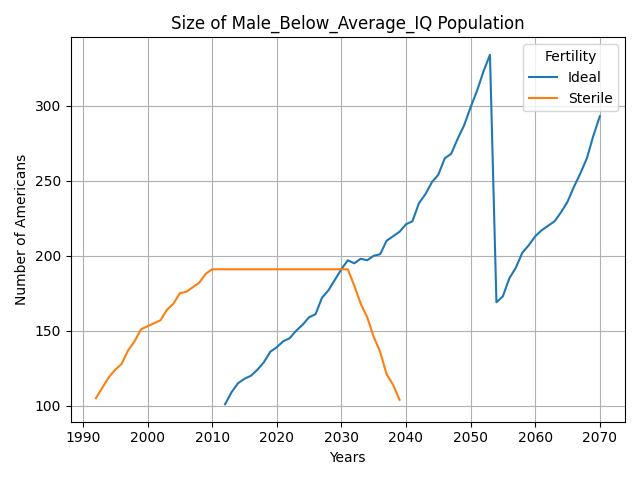 Size of Male_Below_Average_IQ Population
Fertility
Ideal
Sterile
Number of Americans
300
250
200
150
100
1990 2000 2010 2020 2030 2040 2050 2060 2070
Years